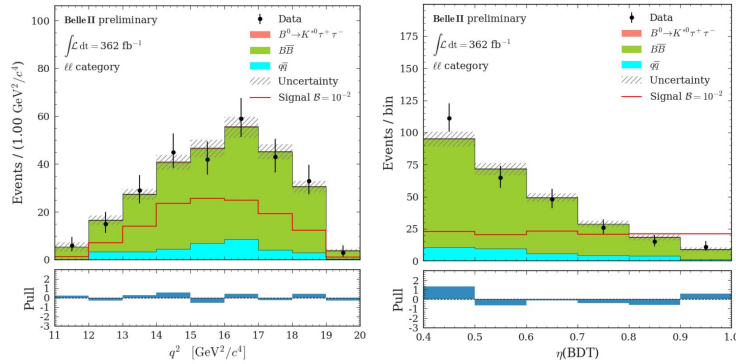 Belle II preliminary
∫ℒ dt = 362 fb⁻¹
ℓℓ category
Data
B⁰→K*⁰τ⁺τ⁻
BB̅
qq̅
Uncertainty
Signal ℬ = 10⁻²
Events / (1.00 GeV²/c⁴)
100
80
60
40
20
0
Pull
3
2
1
0
-1
-2
-3
11 12 13 14 15 16 17 18 19 20
q² [GeV²/c⁴]
Belle II preliminary
∫ℒ dt = 362 fb⁻¹
ℓℓ category
Data
B⁰→K*⁰τ⁺τ⁻
BB̅
qq̅
Uncertainty
Signal ℬ = 10⁻²
Events / bin
175
150
125
100
75
50
25
0
Pull
3
2
1
0
-1
-2
-3
0.4 0.5 0.6 0.7 0.8 0.9 1.0
η(BDT)